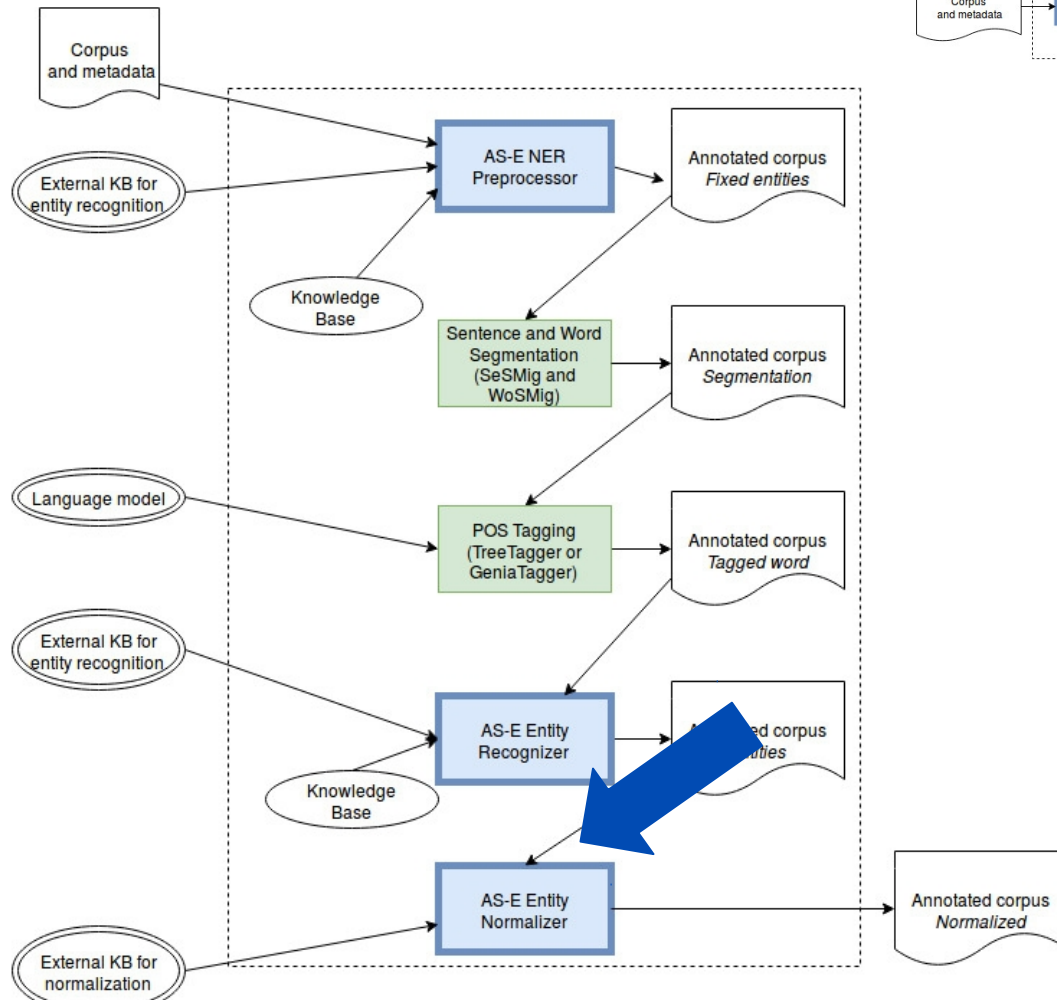 Corpus
and metadata
Corpus
and metadata
AS-E NER
Preprocessor
Annotated corpus
Fixed entities
External KB for
entity recognition
Knowledge
Base
Sentence and Word
Segmentation
(SeSMig and
WoSMig)
Annotated corpus
Segmentation
Language model
POS Tagging
(TreeTagger or
GeniaTagger)
Annotated corpus
Tagged word
External KB for
entity recognition
AS-E Entity
Recognizer
corpus
Knowledge
Base
AS-E Entity
Normalizer
Annotated corpus
Normalized
External KB for
normalization